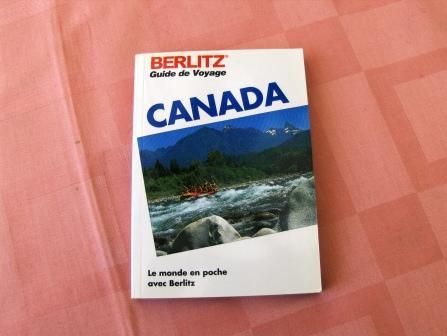 BERLITZ®
Guide de Voyage
CANADA
Le monde en poche
avec Berlitz